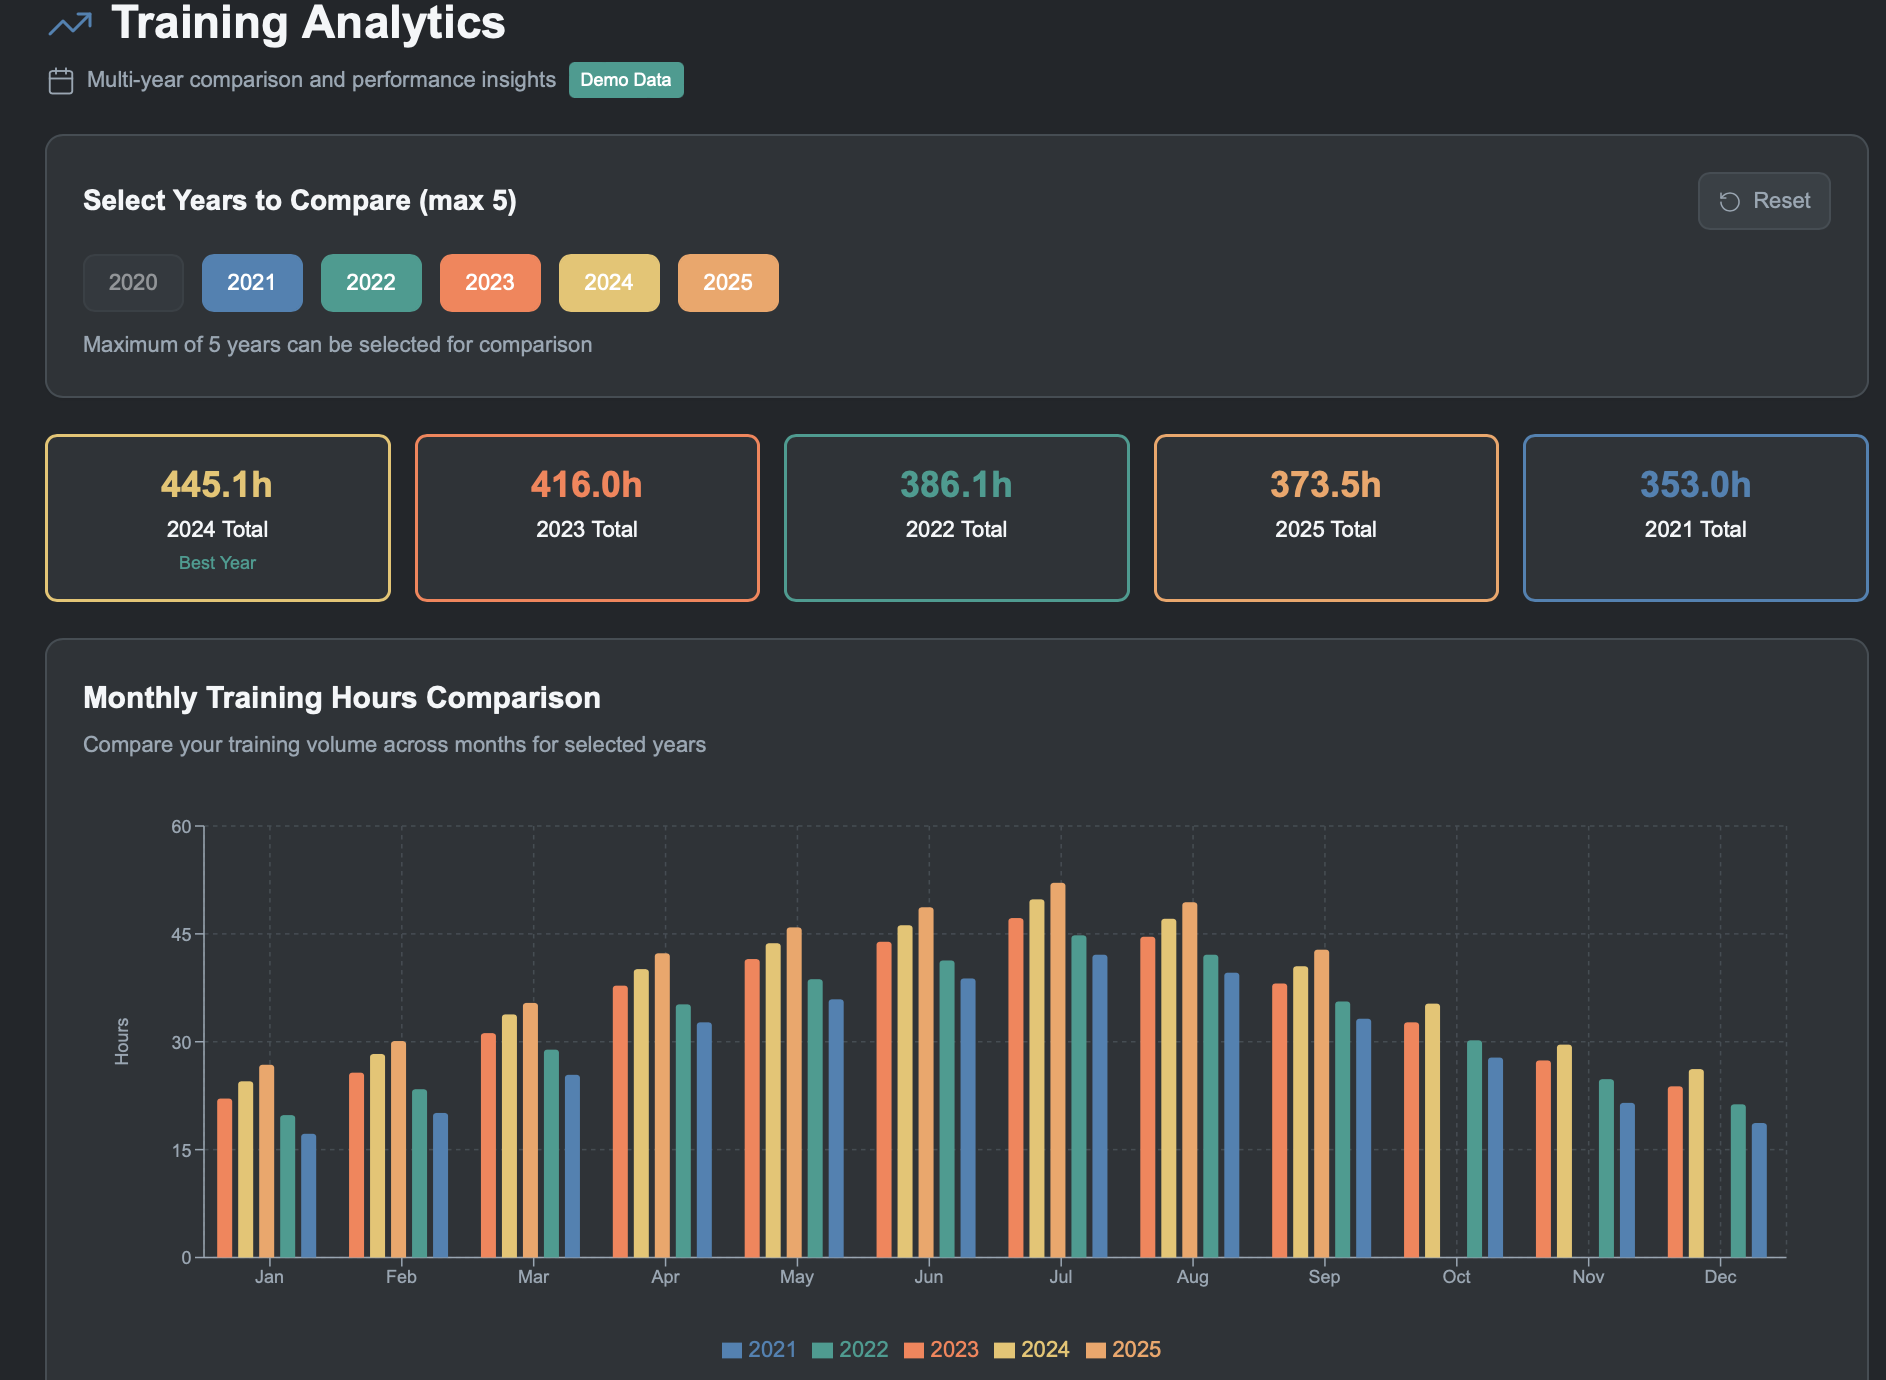 Training Analytics
Multi-year comparison and performance insights Demo Data
Select Years to Compare (max 5)
Reset
2020 2021 2022 2023 2024 2025
Maximum of 5 years can be selected for comparison
445.1h
2024 Total
Best Year
416.0h
2023 Total
386.1h
2022 Total
373.5h
2025 Total
353.0h
2021 Total
Monthly Training Hours Comparison
Compare your training volume across months for selected years
Hours
60
45
30
15
0
Jan Feb Mar Apr May Jun Jul Aug Sep Oct Nov Dec
2021 2022 2023 2024 2025